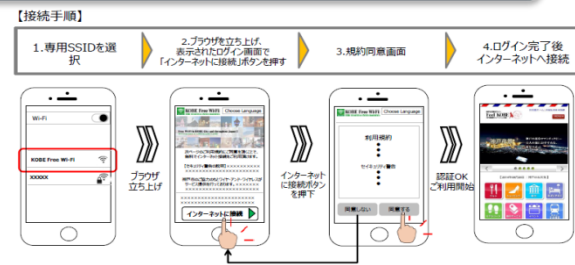 【接続手順】
1.専用SSIDを選
択
2.ブラウザを立ち上げ、
表示されたログイン画面で
「インターネットに接続」ボタンを押す
3.規約同意画面
4.ログイン完了後
インターネットへ接続
Wi-Fi
KOBE Free Wi-Fi
XXXXX
ブラウザ
立ち上げ
KOBE Free Wi-Fi
Choose Language
インターネットに接続
インターネット
に接続ボタン
を押下
KOBE Free Wi-Fi
Choose Language
利用規約
セキュリティ警告
同意しない
同意する
認証OK
ご利用開始
Feel KOBE